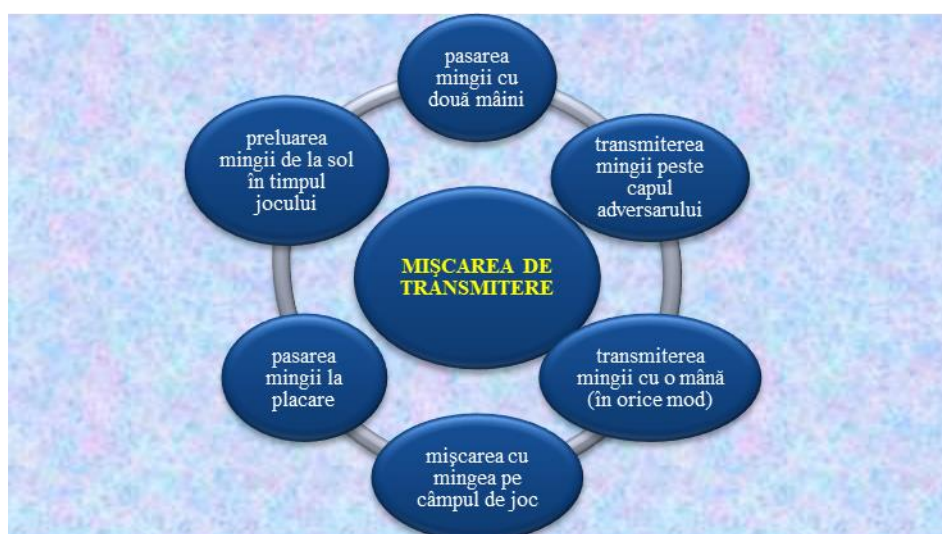 pasarea
mingii cu
două mâini
transmiterea
mingii peste
capul
adversarului
transmiterea
mingii cu o mână
(în orice mod)
mişcarea cu
mingea pe
câmpul de joc
pasarea
mingii la
placare
preluarea
mingii de la sol
în timpul
jocului
MIŞCAREA DE
TRANSMITERE